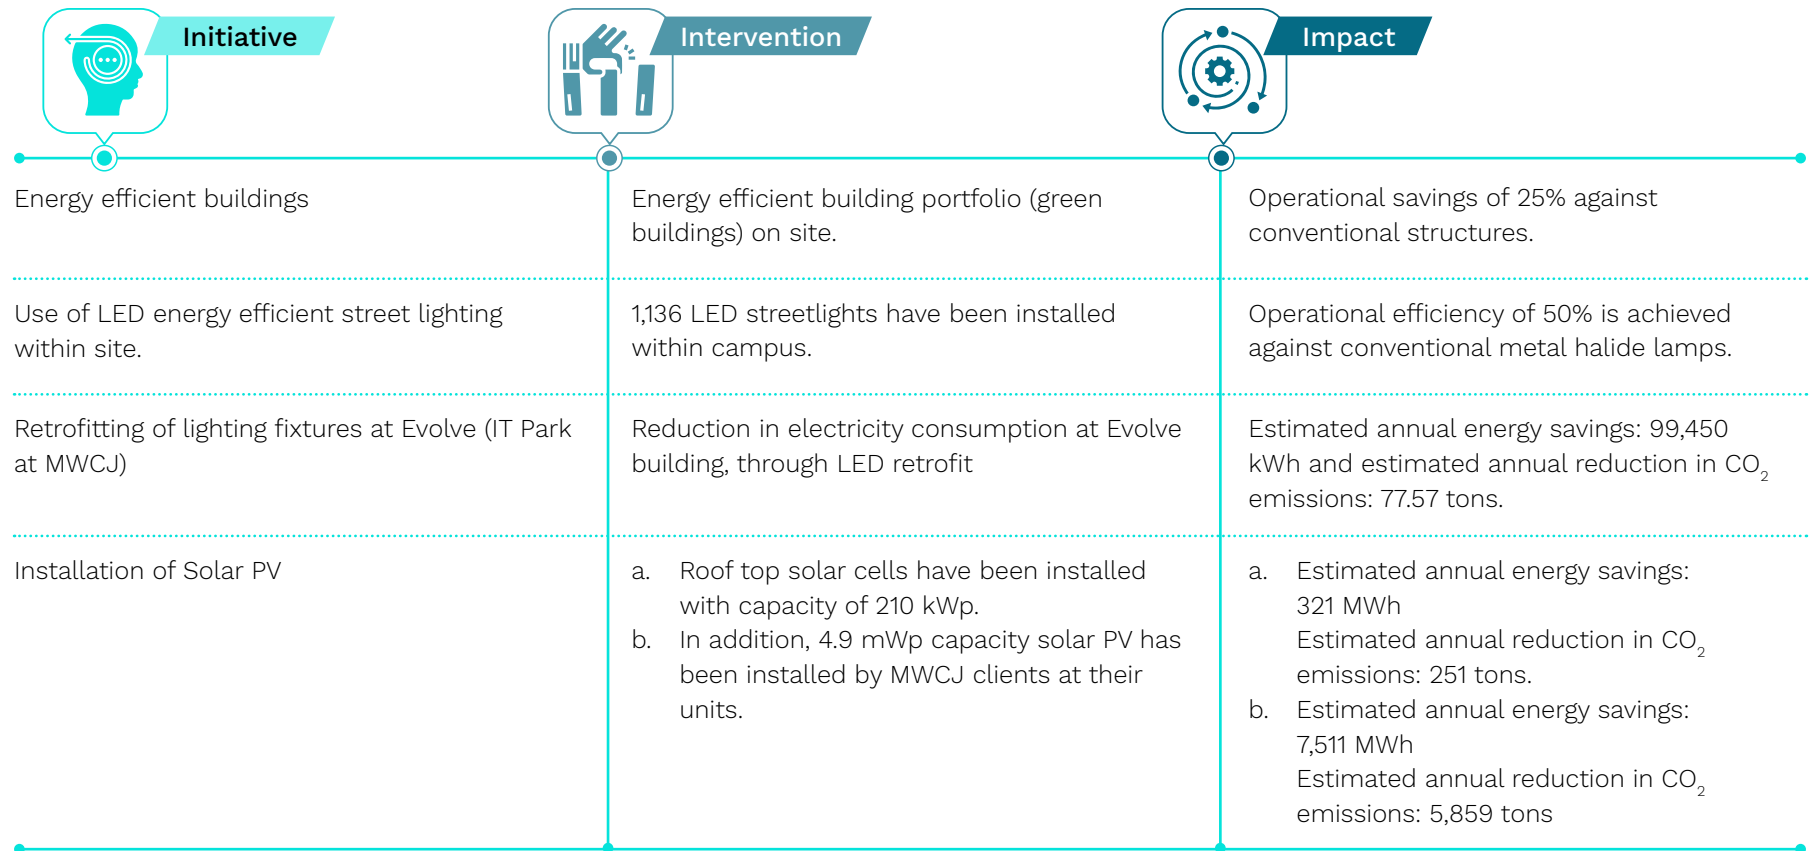 Initiative
Intervention
Impact
Energy efficient buildings
Energy efficient building portfolio (green
buildings) on site.
Operational savings of 25% against
conventional structures.
Use of LED energy efficient street lighting
within site.
1,136 LED streetlights have been installed
within campus.
Operational efficiency of 50% is achieved
against conventional metal halide lamps.
Retrofitting of lighting fixtures at Evolve (IT Park
at MWCJ)
Reduction in electricity consumption at Evolve
building, through LED retrofit
Estimated annual energy savings: 99,450
kWh and estimated annual reduction in CO₂
emissions: 77.57 tons.
Installation of Solar PV
a. Roof top solar cells have been installed
with capacity of 210 kWp.
b. In addition, 4.9 mWp capacity solar PV has
been installed by MWCJ clients at their
units.
a. Estimated annual energy savings:
321 MWh
Estimated annual reduction in CO₂
emissions: 251 tons.
b. Estimated annual energy savings:
7,511 MWh
Estimated annual reduction in CO₂
emissions: 5,859 tons